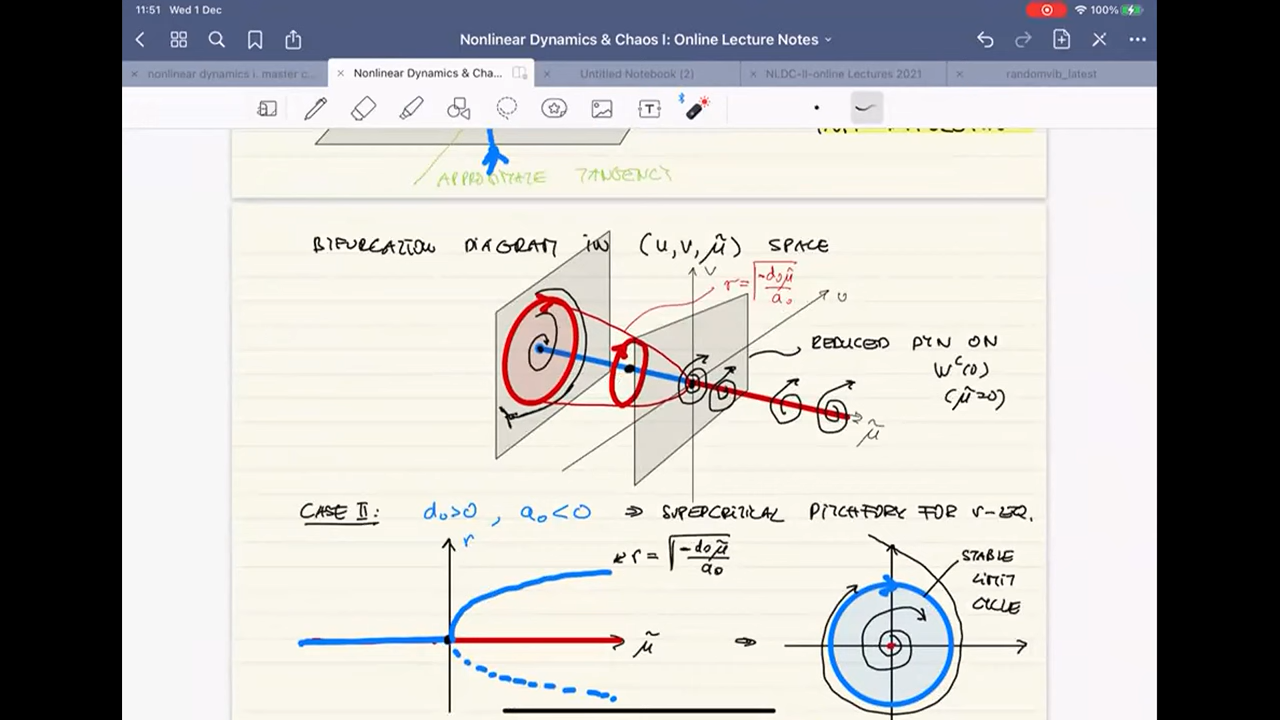 11:51 Wed 1 Dec
100%
Nonlinear Dynamics & Chaos I: Online Lecture Notes
nonlinear dynamics i. master c...
Nonlinear Dynamics & Cha...
Untitled Notebook (2)
NLDC-II-online Lectures 2021
randomvib_latest
APPROXIMATE TANGENCY
BIFURCATION DIAGRAM IN (u, v, μ̃) SPACE
r = √(-d₀μ̃/a₀)
v
u
REDUCED DYN ON
Wᶜ(0)
(μ̃=0)
μ̃
CASE II: d₀>0, a₀<0 ⇒ SUPERCRITICAL PITCHFORK FOR r-EQ.
r
r = √(-d₀μ̃/a₀)
STABLE
LIMIT
CYCLE
μ̃ ⇒